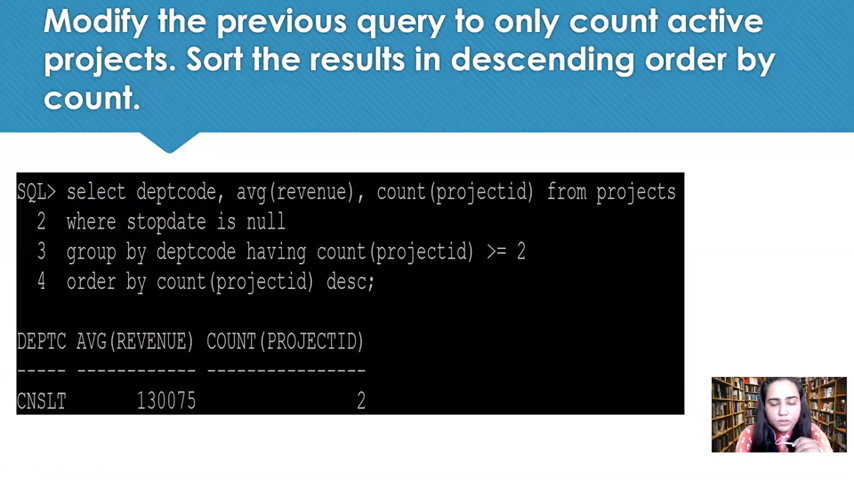 Modify the previous query to only count active
projects. Sort the results in descending order by
count.
SQL> select deptcode, avg(revenue), count(projectid) from projects
2 where stopdate is null
3 group by deptcode having count(projectid) >= 2
4 order by count(projectid) desc;
DEPTC AVG(REVENUE) COUNT(PROJECTID)
----- ------------ ----------------
CNSLT 130075 2